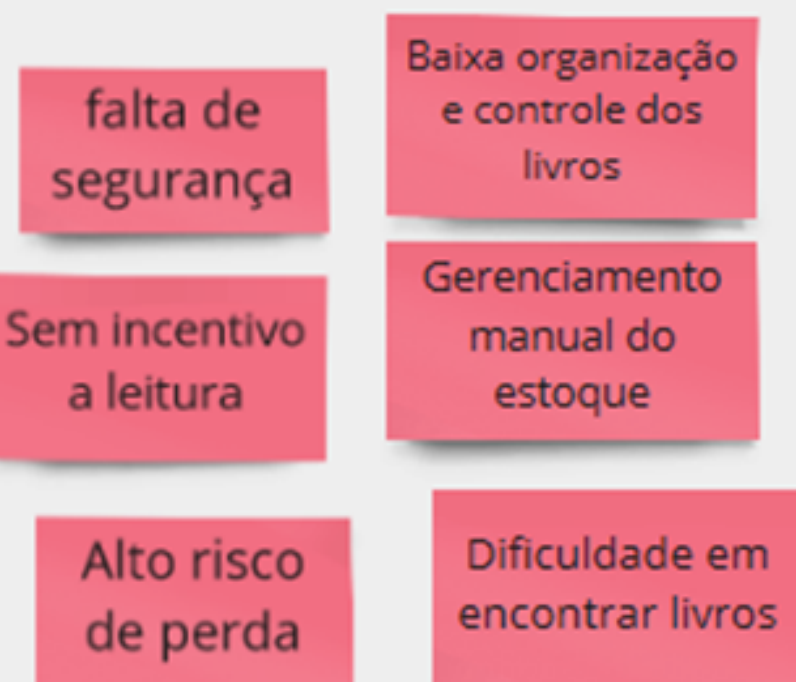 falta de
segurança
Baixa organização
e controle dos
livros
Sem incentivo
a leitura
Gerenciamento
manual do
estoque
Alto risco
de perda
Dificuldade em
encontrar livros